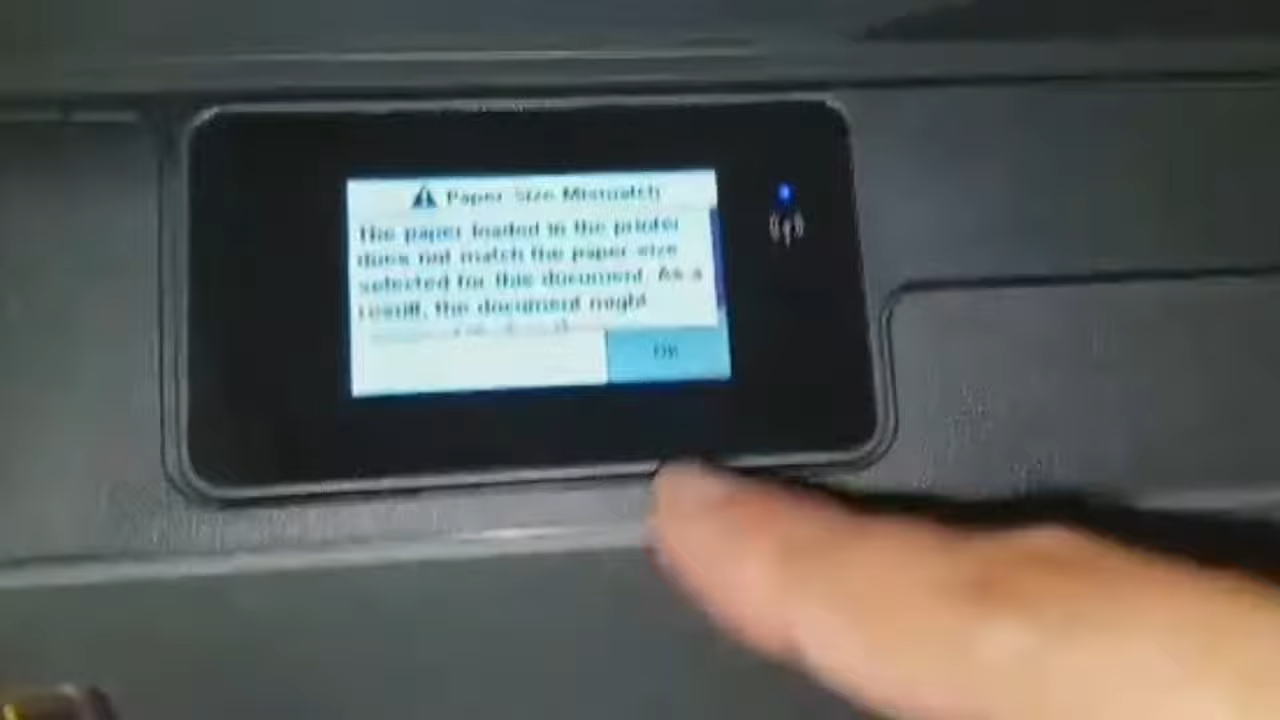 Paper Size Mismatch
The paper loaded in the printer
does not match the paper size
selected for this document. As a
result, the document might
OK